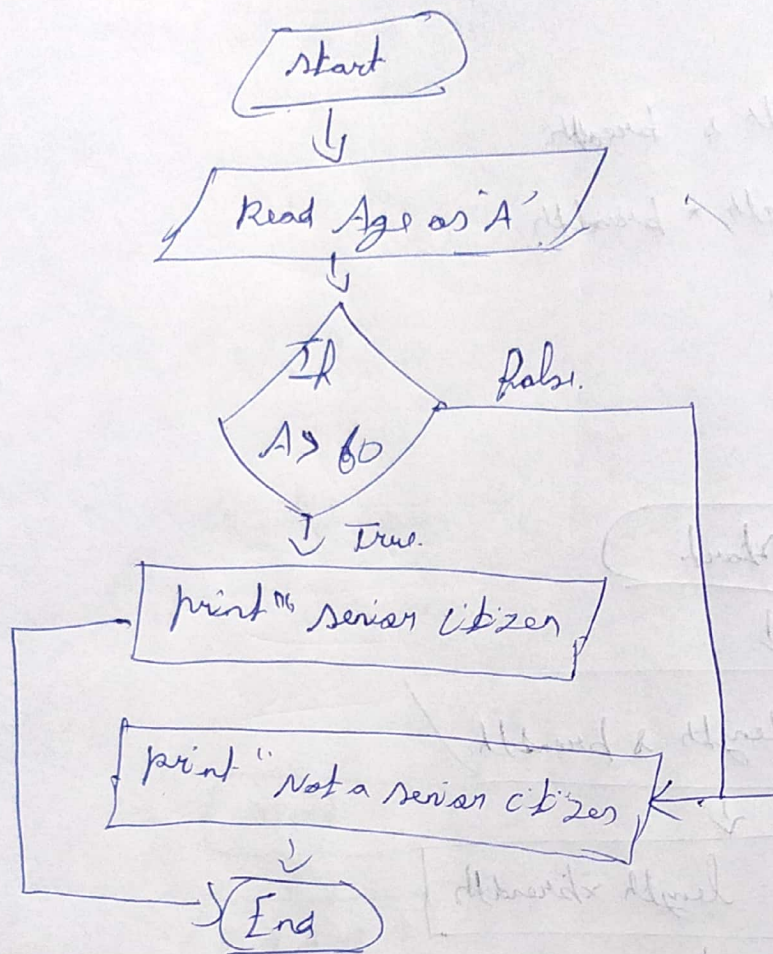 start
Read Age as 'A'
If
A > 60
false.
True.
print " senior citizen
print " Not a senior citizen
End